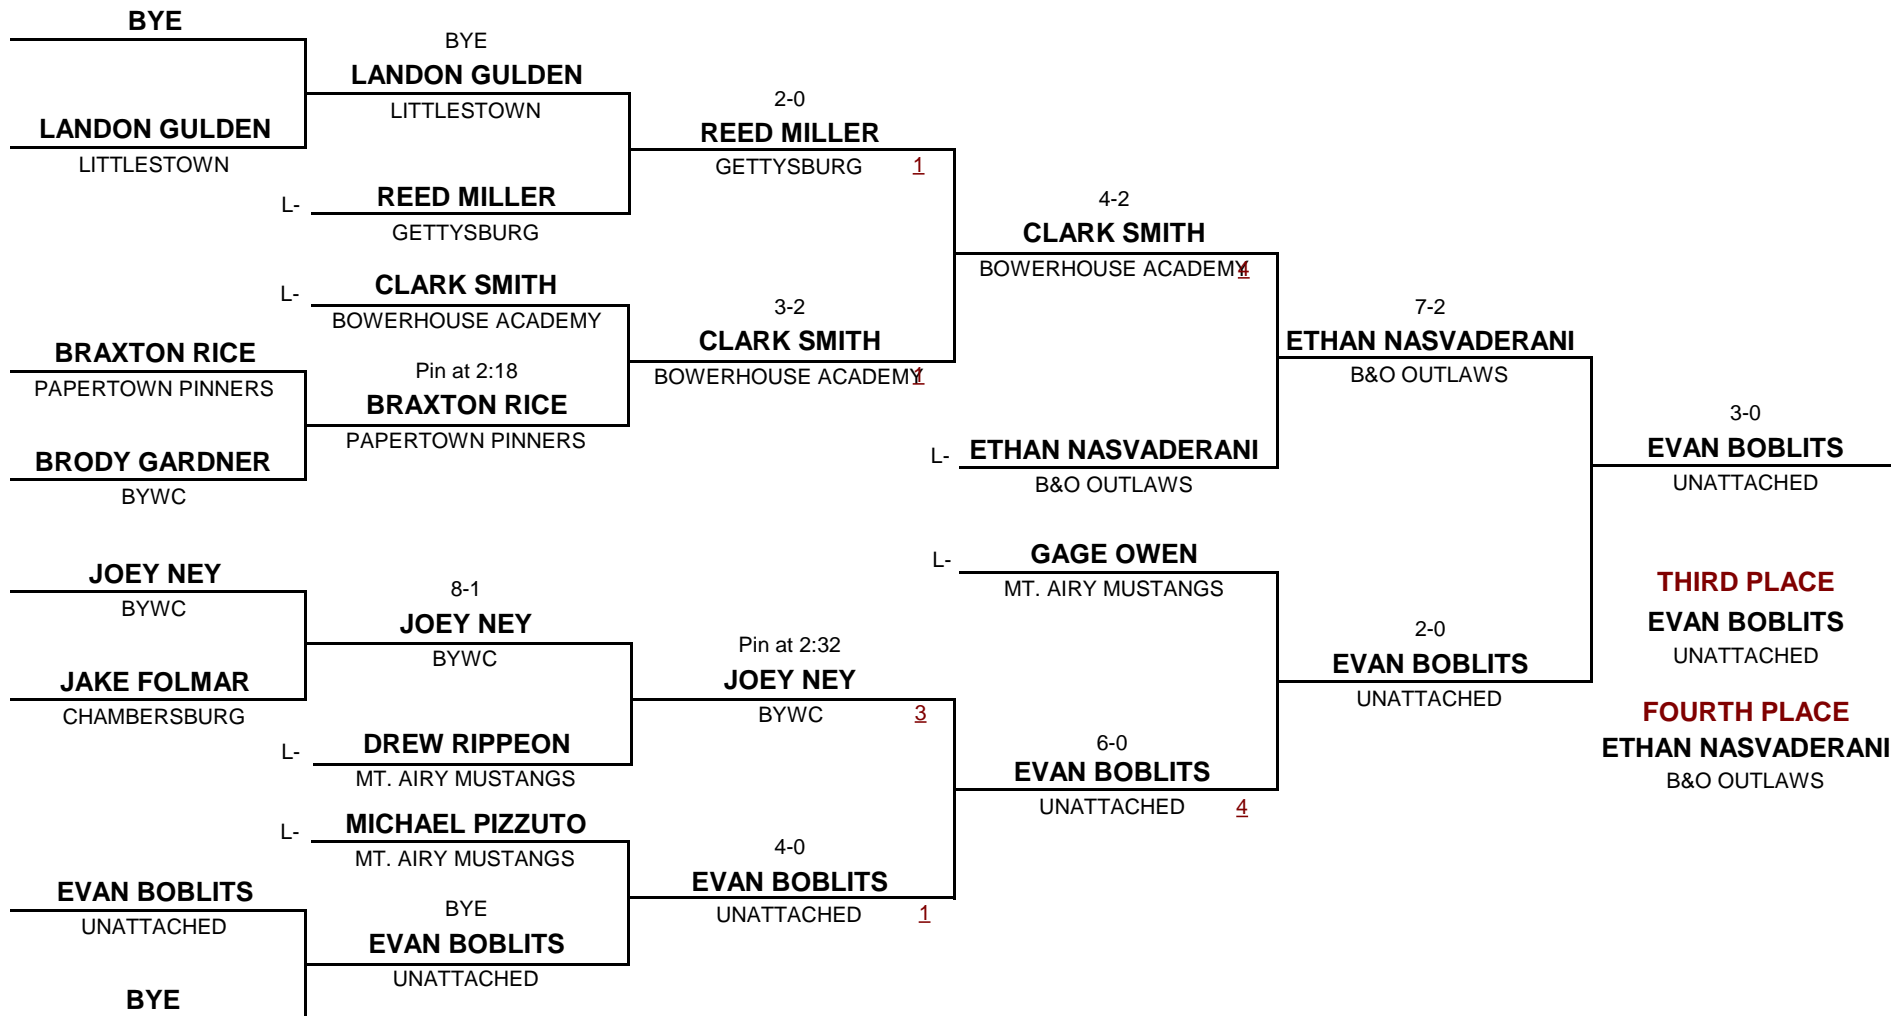 BYE
LANDON GULDEN
LITTLESTOWN
BRAXTON RICE
PAPERTOWN PINNERS
BRODY GARDNER
BYWC
JOEY NEY
BYWC
JAKE FOLMAR
CHAMBERSBURG
EVAN BOBLITS
UNATTACHED
BYE
BYE
LANDON GULDEN
LITTLESTOWN
L- REED MILLER
GETTYSBURG
L- CLARK SMITH
BOWERHOUSE ACADEMY
Pin at 2:18
BRAXTON RICE
PAPERTOWN PINNERS
8-1
JOEY NEY
BYWC
L- DREW RIPPEON
MT. AIRY MUSTANGS
L- MICHAEL PIZZUTO
MT. AIRY MUSTANGS
BYE
EVAN BOBLITS
UNATTACHED
2-0
REED MILLER
GETTYSBURG 1
3-2
CLARK SMITH
BOWERHOUSE ACADEMY 1
Pin at 2:32
JOEY NEY
BYWC 3
4-0
EVAN BOBLITS
UNATTACHED 1
4-2
CLARK SMITH
BOWERHOUSE ACADEMY 4
L- ETHAN NASVADERANI
B&O OUTLAWS
L- GAGE OWEN
MT. AIRY MUSTANGS
6-0
EVAN BOBLITS
UNATTACHED 4
7-2
ETHAN NASVADERANI
B&O OUTLAWS
2-0
EVAN BOBLITS
UNATTACHED
3-0
EVAN BOBLITS
UNATTACHED
THIRD PLACE
EVAN BOBLITS
UNATTACHED
FOURTH PLACE
ETHAN NASVADERANI
B&O OUTLAWS